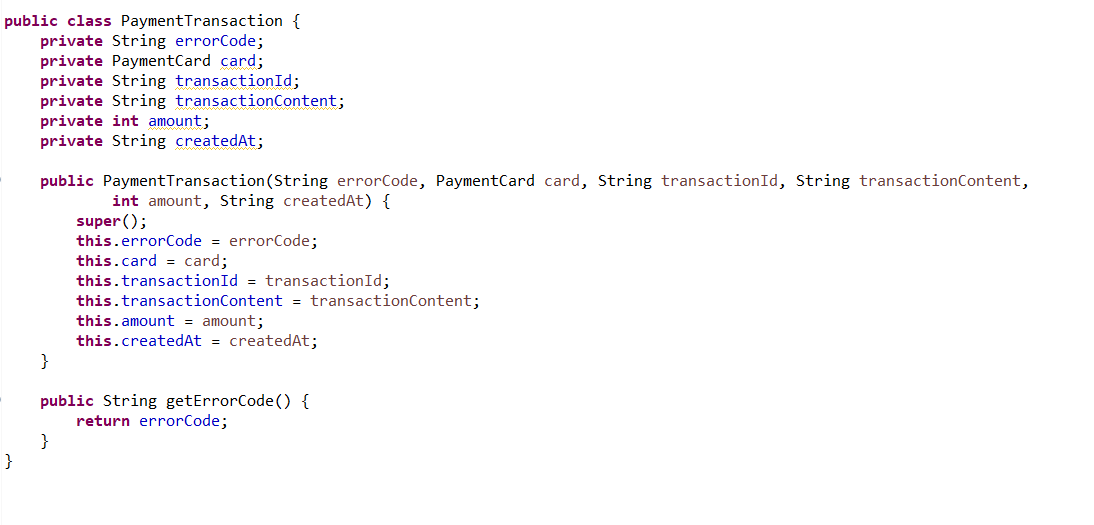 public class PaymentTransaction {
    private String errorCode;
    private PaymentCard card;
    private String transactionId;
    private String transactionContent;
    private int amount;
    private String createdAt;

    public PaymentTransaction(String errorCode, PaymentCard card, String transactionId, String transactionContent,
            int amount, String createdAt) {
        super();
        this.errorCode = errorCode;
        this.card = card;
        this.transactionId = transactionId;
        this.transactionContent = transactionContent;
        this.amount = amount;
        this.createdAt = createdAt;
    }

    public String getErrorCode() {
        return errorCode;
    }
}